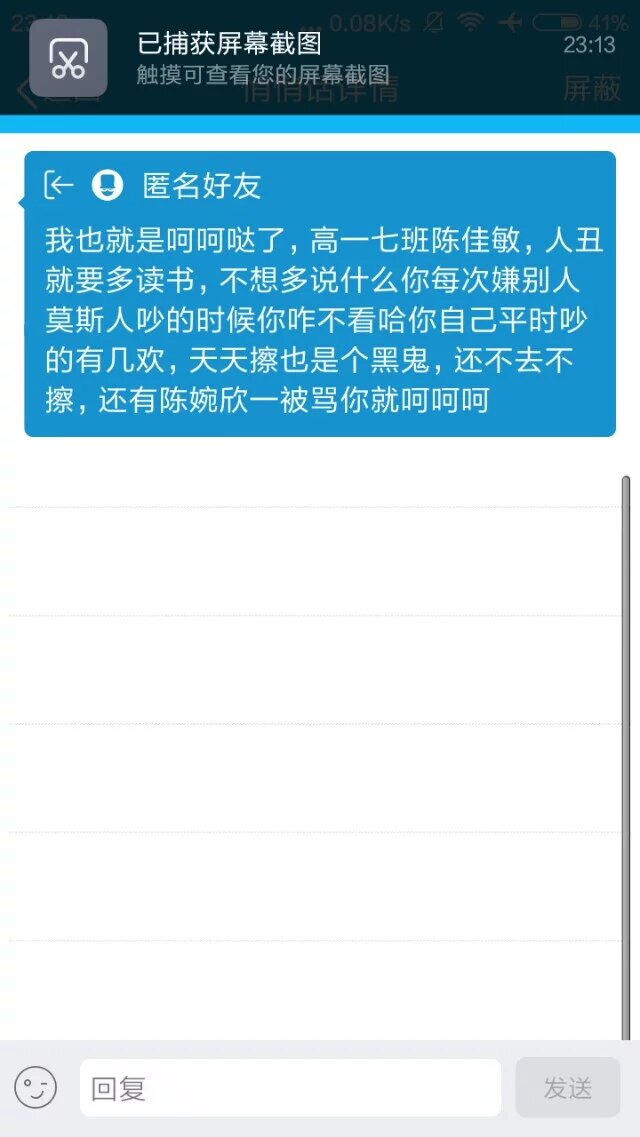 0.08K/s 41%
已捕获屏幕截图
23:13
触摸可查看您的屏幕截图
悄悄话详情
屏蔽
匿名好友
我也就是呵呵哒了，高一七班陈佳敏，人丑
就要多读书，不想多说什么你每次嫌别人
莫斯人吵的时候你咋不看哈你自己平时吵
的有几欢，天天擦也是个黑鬼，还不去不
擦，还有陈婉欣一被骂你就呵呵呵
回复
发送